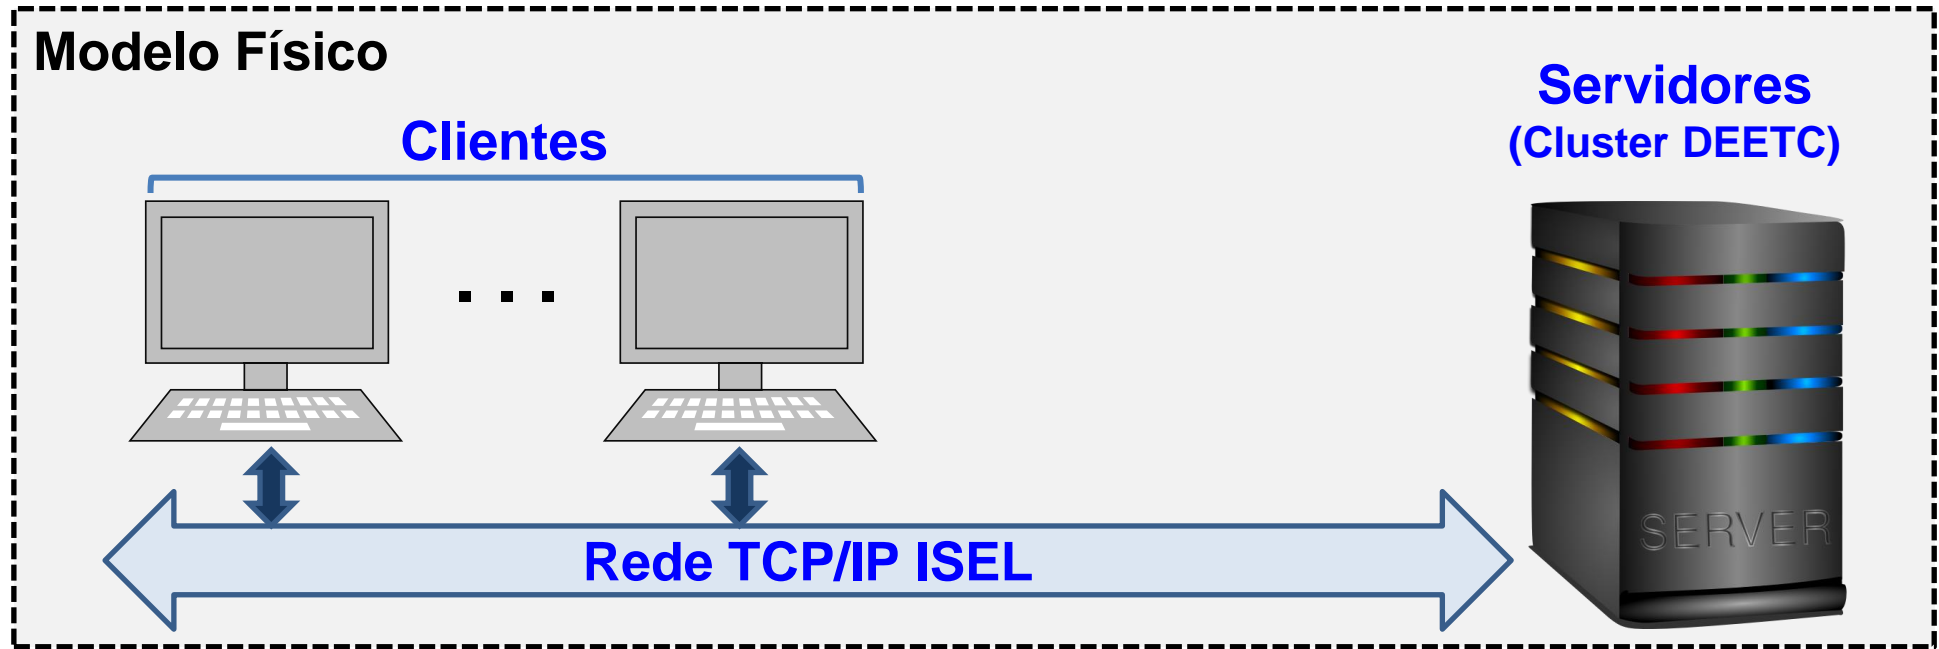 Modelo Físico
Servidores
(Cluster DEETC)
Clientes
. . .
SERVER
Rede TCP/IP ISEL